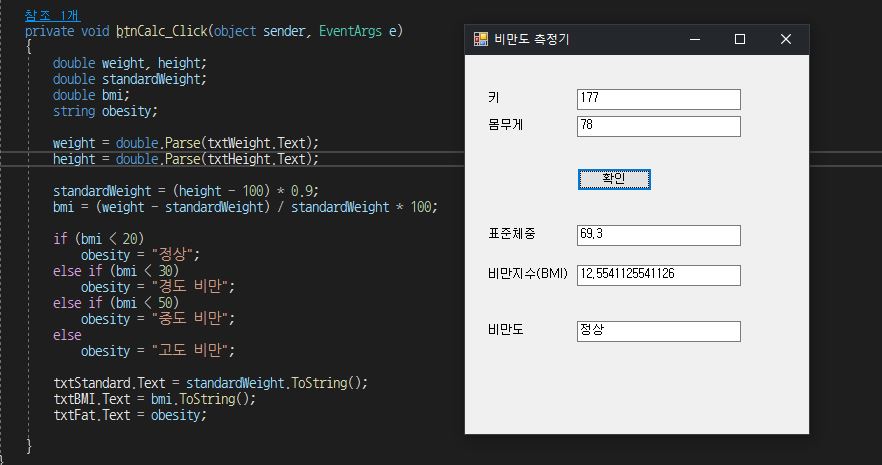 참조 1개
private void btnCalc_Click(object sender, EventArgs e)
{
double weight, height;
double standardWeight;
double bmi;
string obesity;
weight = double.Parse(txtWeight.Text);
height = double.Parse(txtHeight.Text);
standardWeight = (height - 100) * 0.9;
bmi = (weight - standardWeight) / standardWeight * 100;
if (bmi < 20)
obesity = "정상";
else if (bmi < 30)
obesity = "경도 비만";
else if (bmi < 50)
obesity = "중도 비만";
else
obesity = "고도 비만";
txtStandard.Text = standardWeight.ToString();
txtBMI.Text = bmi.ToString();
txtFat.Text = obesity;
}
}
비만도 측정기
키 177
몸무게 78
확인
표준체중 69.3
비만지수(BMI) 12.5541125541126
비만도 정상